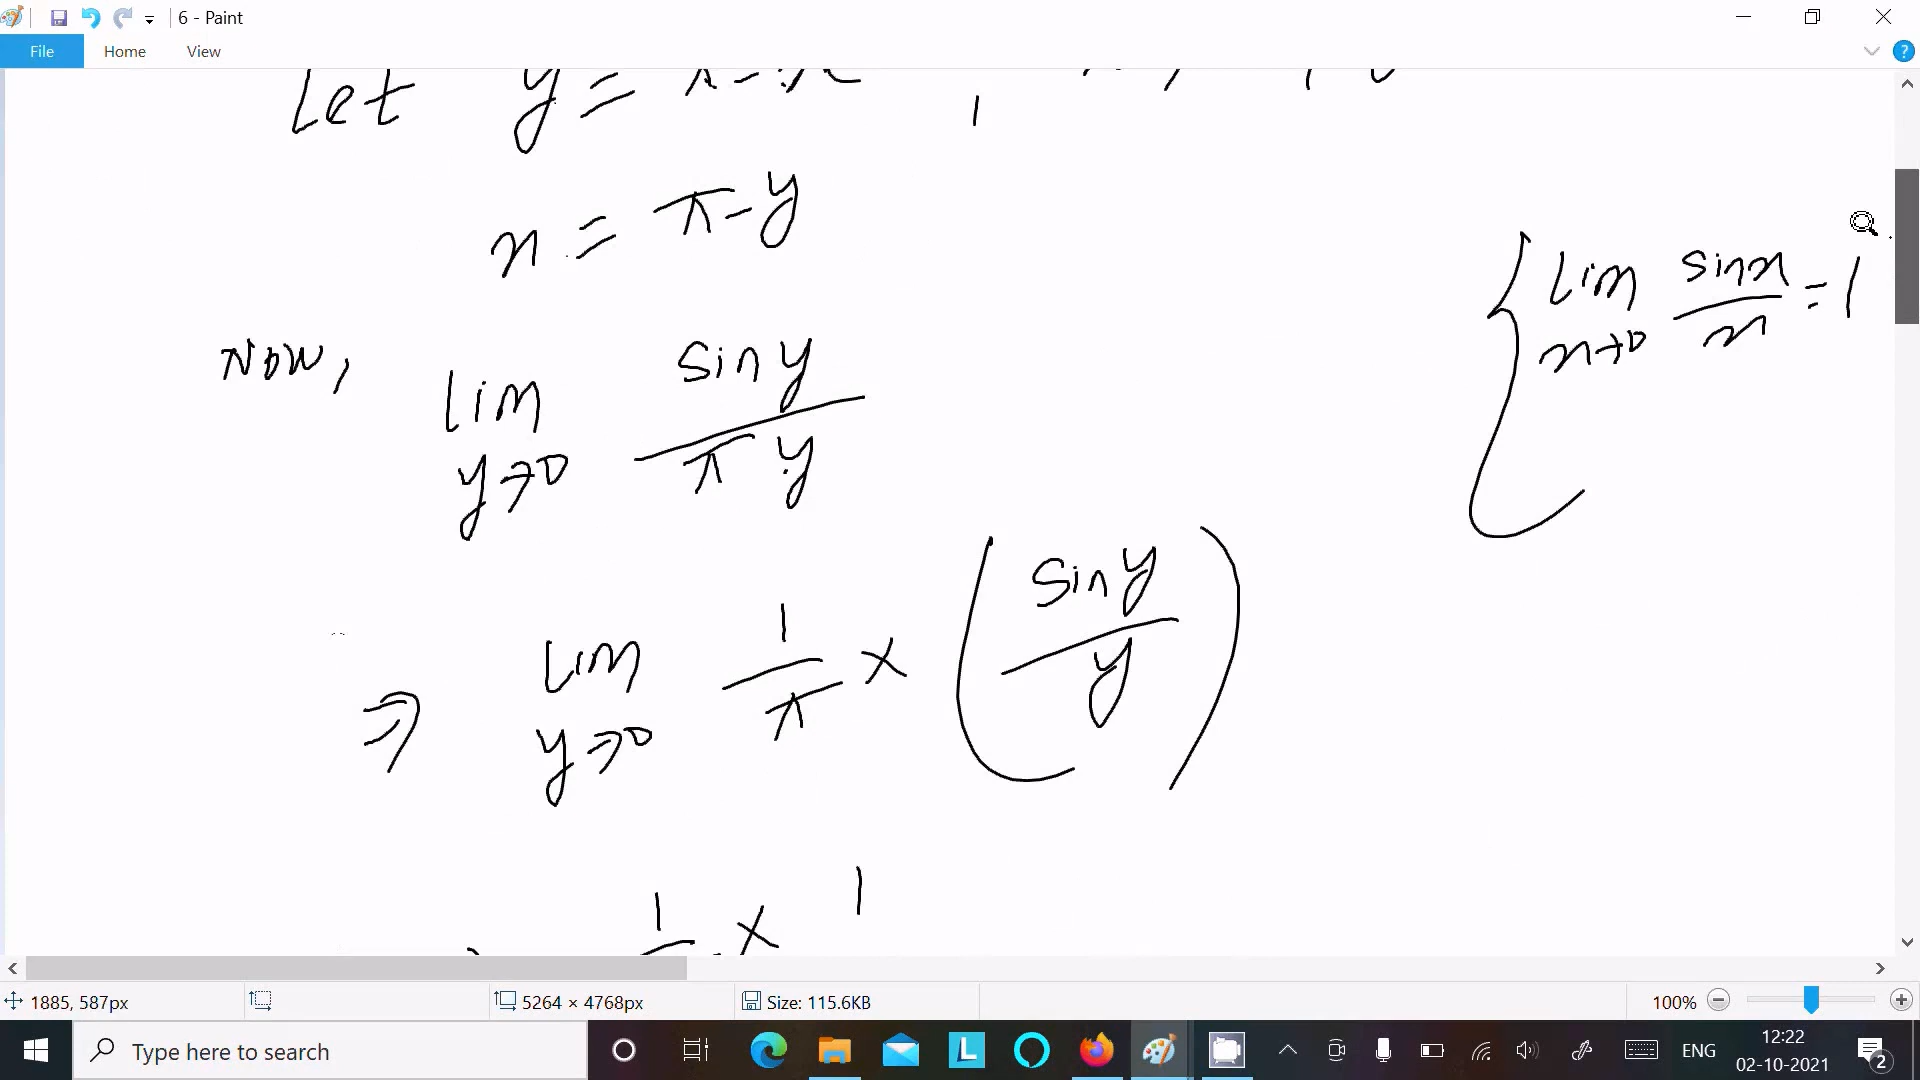 6 - Paint
File Home View
Let y = π - x ,
x = π - y
{ lim sin x / x = 1
x→0
Now, lim sin y / π y
y→0
⇒ lim 1/π × ( sin y / y )
y→0
1 × 1
1885, 587px 5264 × 4768px Size: 115.6KB 100%
Type here to search L ENG 12:22
02-10-2021 2